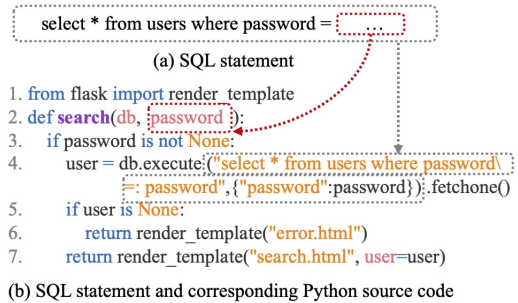 select * from users where password = ...
(a) SQL statement
1. from flask import render_template
2. def search(db, password ):
3. if password is not None:
4. user = db.execute("select * from users where password\
=: password",{"password":password}).fetchone()
5. if user is None:
6. return render_template("error.html")
7. return render_template("search.html", user=user)
(b) SQL statement and corresponding Python source code